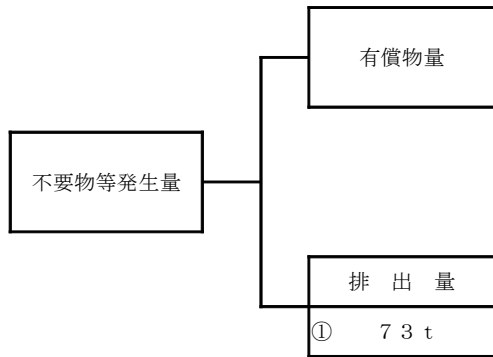 有償物量
不要物等発生量
排　出　量
①　　７３ｔ